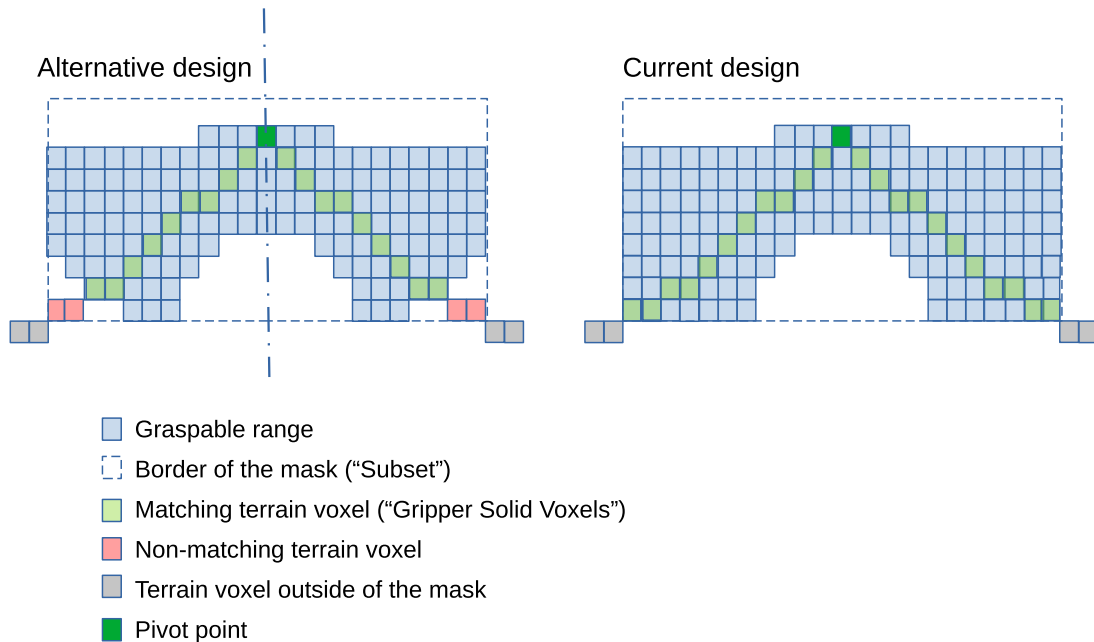 Alternative design
Current design
Graspable range
Border of the mask (“Subset”)
Matching terrain voxel (“Gripper Solid Voxels”)
Non-matching terrain voxel
Terrain voxel outside of the mask
Pivot point